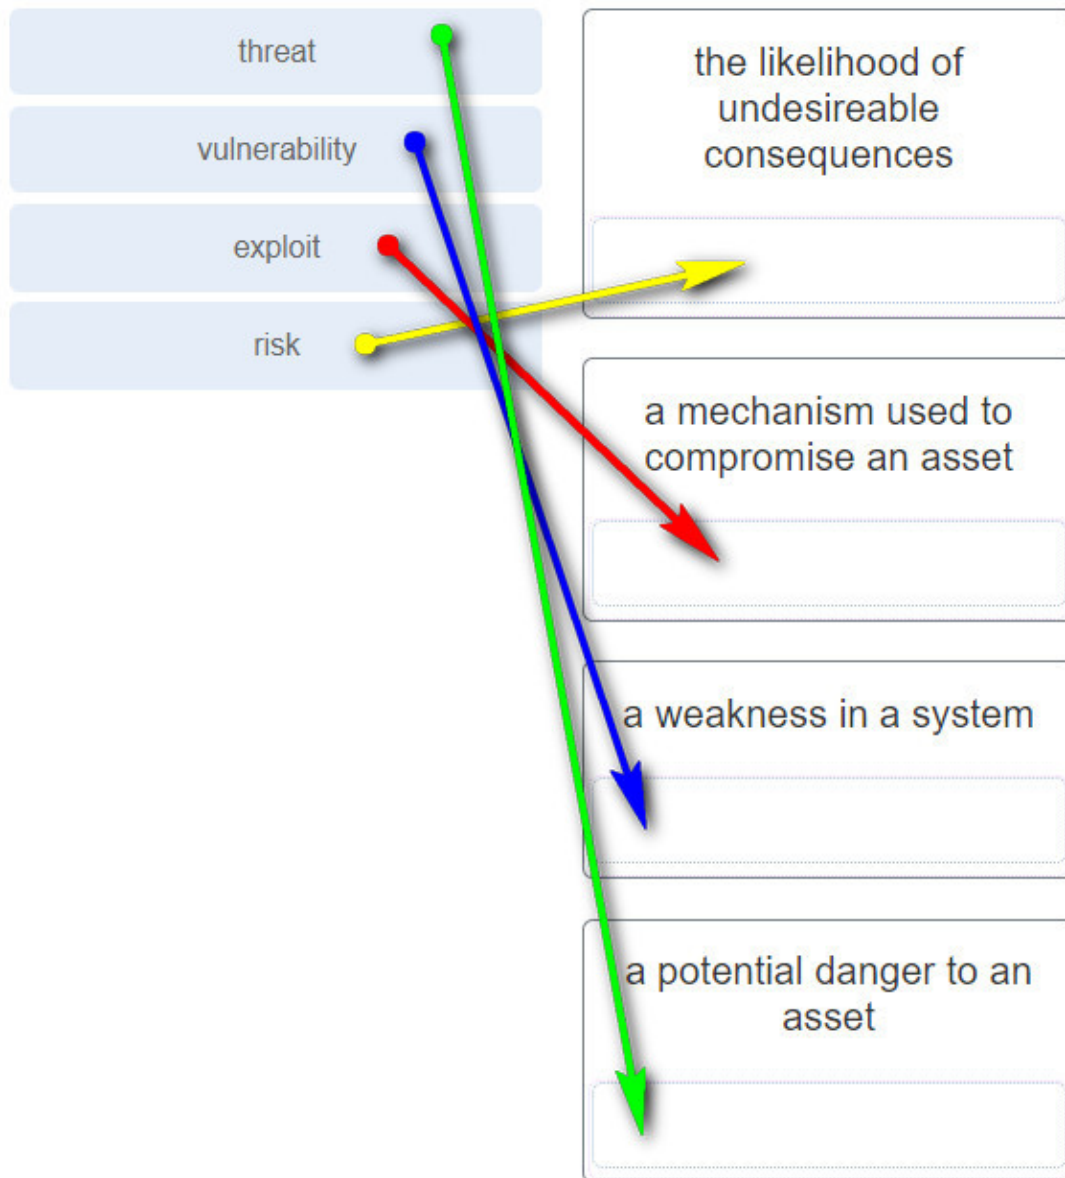 threat
vulnerability
exploit
risk
the likelihood of
undesireable
consequences
a mechanism used to
compromise an asset
a weakness in a system
a potential danger to an
asset